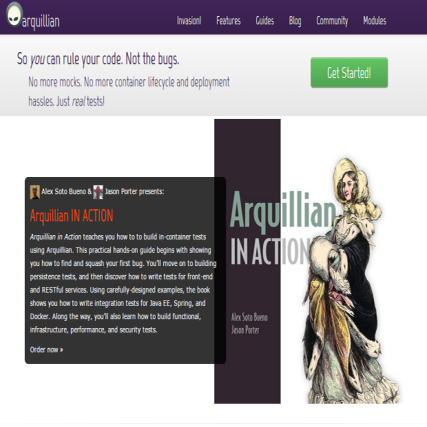 arquillian
Invasion! Features Guides Blog Community Modules
So you can rule your code. Not the bugs.
No more mocks. No more container lifecycle and deployment
hassles. Just real tests!
Get Started!
Alex Soto Bueno & Jason Porter presents:
Arquillian IN ACTION
Arquillian in Action teaches you how to to build in-container tests
using Arquillian. This practical hands-on guide begins with showing
you how to find and squash your first bug. You'll move on to building
persistence tests, and then discover how to write tests for front-end
and RESTful services. Using carefully-designed examples, the book
shows you how to write integration tests for Java EE, Spring, and
Docker. Along the way, you'll also learn how to build functional,
infrastructure, performance, and security tests.
Order now »
Arquillian
IN ACTION
Alex Soto Bueno
Jason Porter